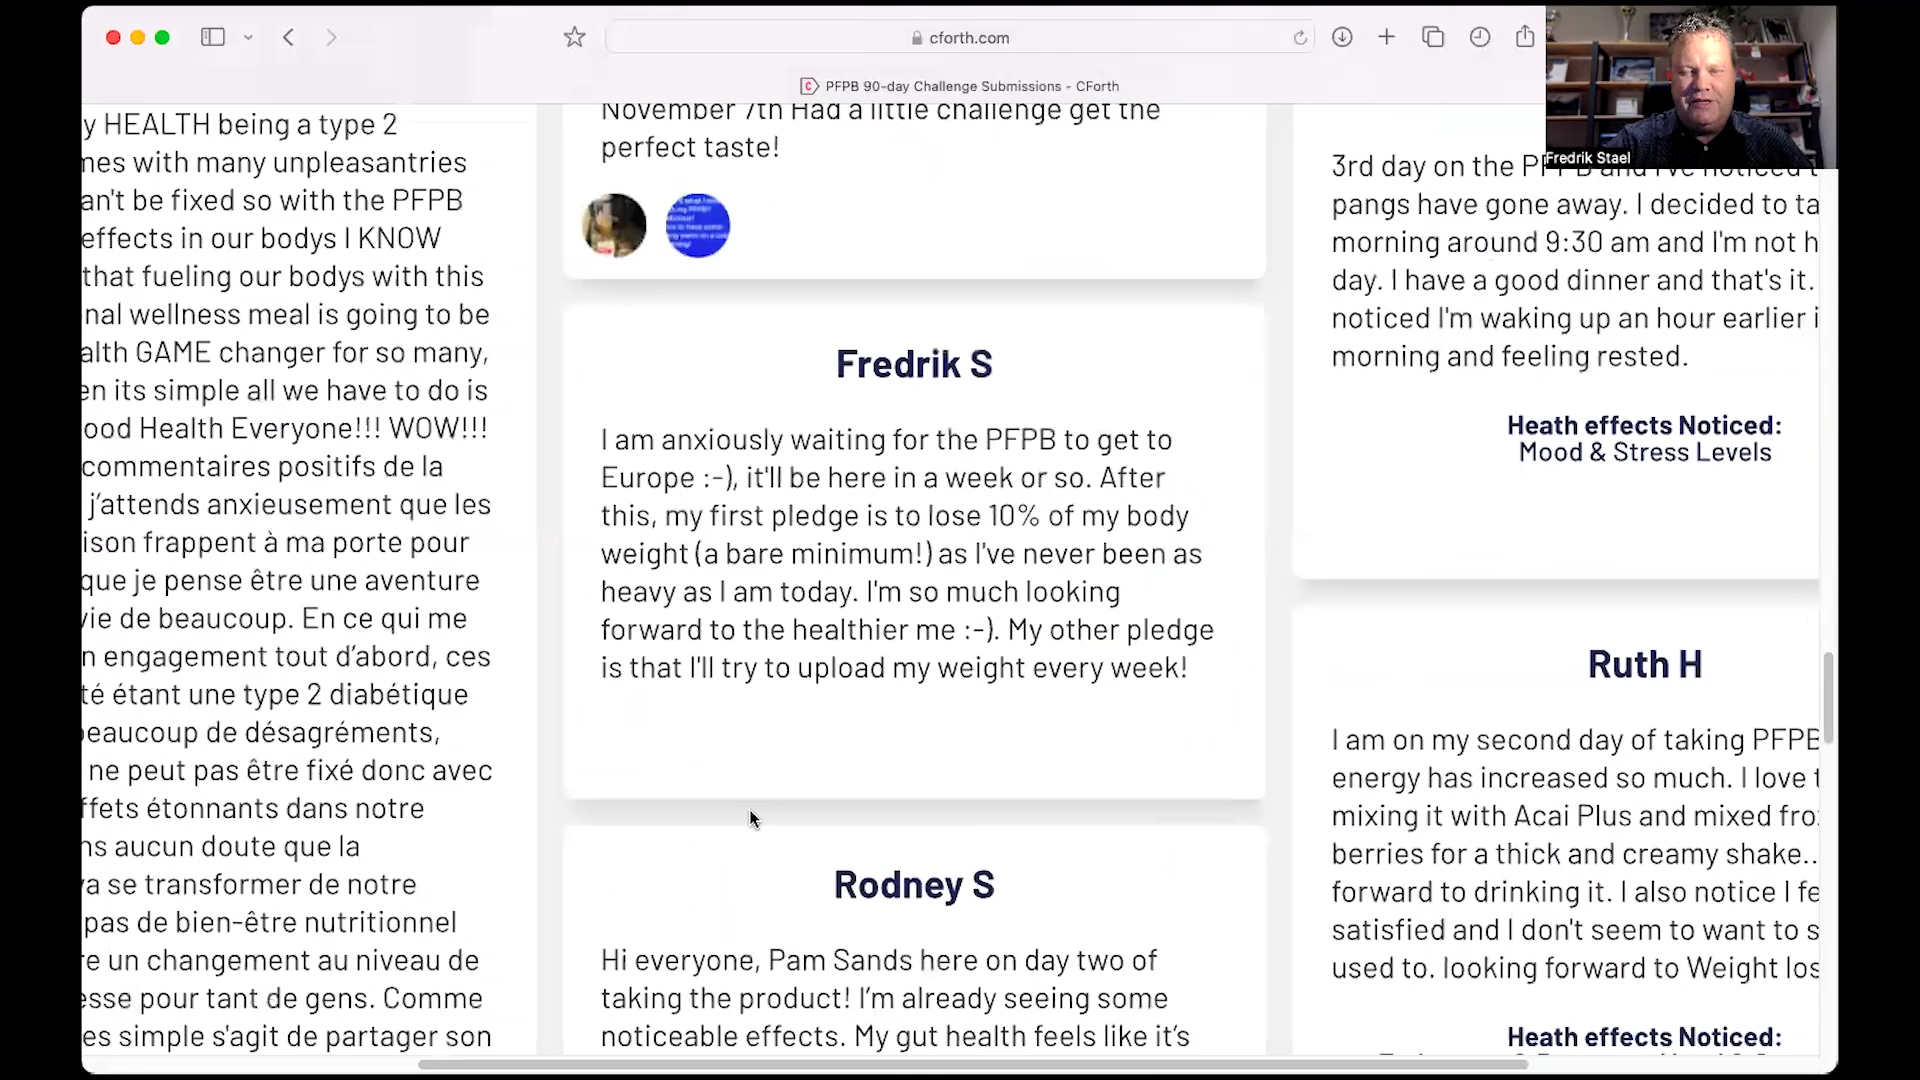 cforth.com
PFPB 90-day Challenge Submissions - CForth
Fredrik Stael
y HEALTH being a type 2
mes with many unpleasantries
an't be fixed so with the PFPB
effects in our bodys I KNOW
that fueling our bodys with this
nal wellness meal is going to be
alth GAME changer for so many,
en its simple all we have to do is
ood Health Everyone!!! WOW!!!
commentaires positifs de la
j'attends anxieusement que les
ison frappent à ma porte pour
que je pense être une aventure
vie de beaucoup. En ce qui me
n engagement tout d'abord, ces
té étant une type 2 diabétique
beaucoup de désagréments,
ne peut pas être fixé donc avec
ffets étonnants dans notre
ns aucun doute que la
va se transformer de notre
pas de bien-être nutritionnel
re un changement au niveau de
esse pour tant de gens. Comme
es simple s'agit de partager son
November 7th Had a little challenge get the
perfect taste!
Fredrik S
I am anxiously waiting for the PFPB to get to
Europe :-), it'll be here in a week or so. After
this, my first pledge is to lose 10% of my body
weight (a bare minimum!) as I've never been as
heavy as I am today. I'm so much looking
forward to the healthier me :-). My other pledge
is that I'll try to upload my weight every week!
Rodney S
Hi everyone, Pam Sands here on day two of
taking the product! I'm already seeing some
noticeable effects. My gut health feels like it's
3rd day on the PFPB and I've noticed t
pangs have gone away. I decided to ta
morning around 9:30 am and I'm not h
day. I have a good dinner and that's it.
noticed I'm waking up an hour earlier i
morning and feeling rested.
Heath effects Noticed:
Mood & Stress Levels
Ruth H
I am on my second day of taking PFPB
energy has increased so much. I love t
mixing it with Acai Plus and mixed fro
berries for a thick and creamy shake..
forward to drinking it. I also notice I fe
satisfied and I don't seem to want to s
used to. looking forward to Weight los
Heath effects Noticed: